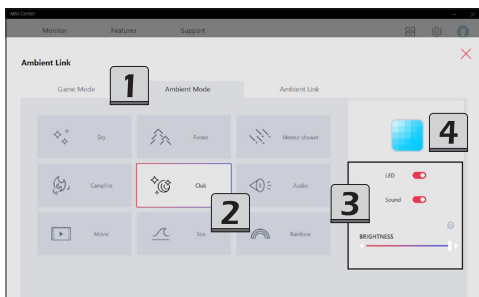 MSI Center
Monitor Features Support
Ambient Link
Game Mode Ambient Mode Ambient Link
1
Sky Forest Meteor shower
4
Campfire Club Audio
LED
Sound
3
2
Movie Sea Rainbow
BRIGHTNESS